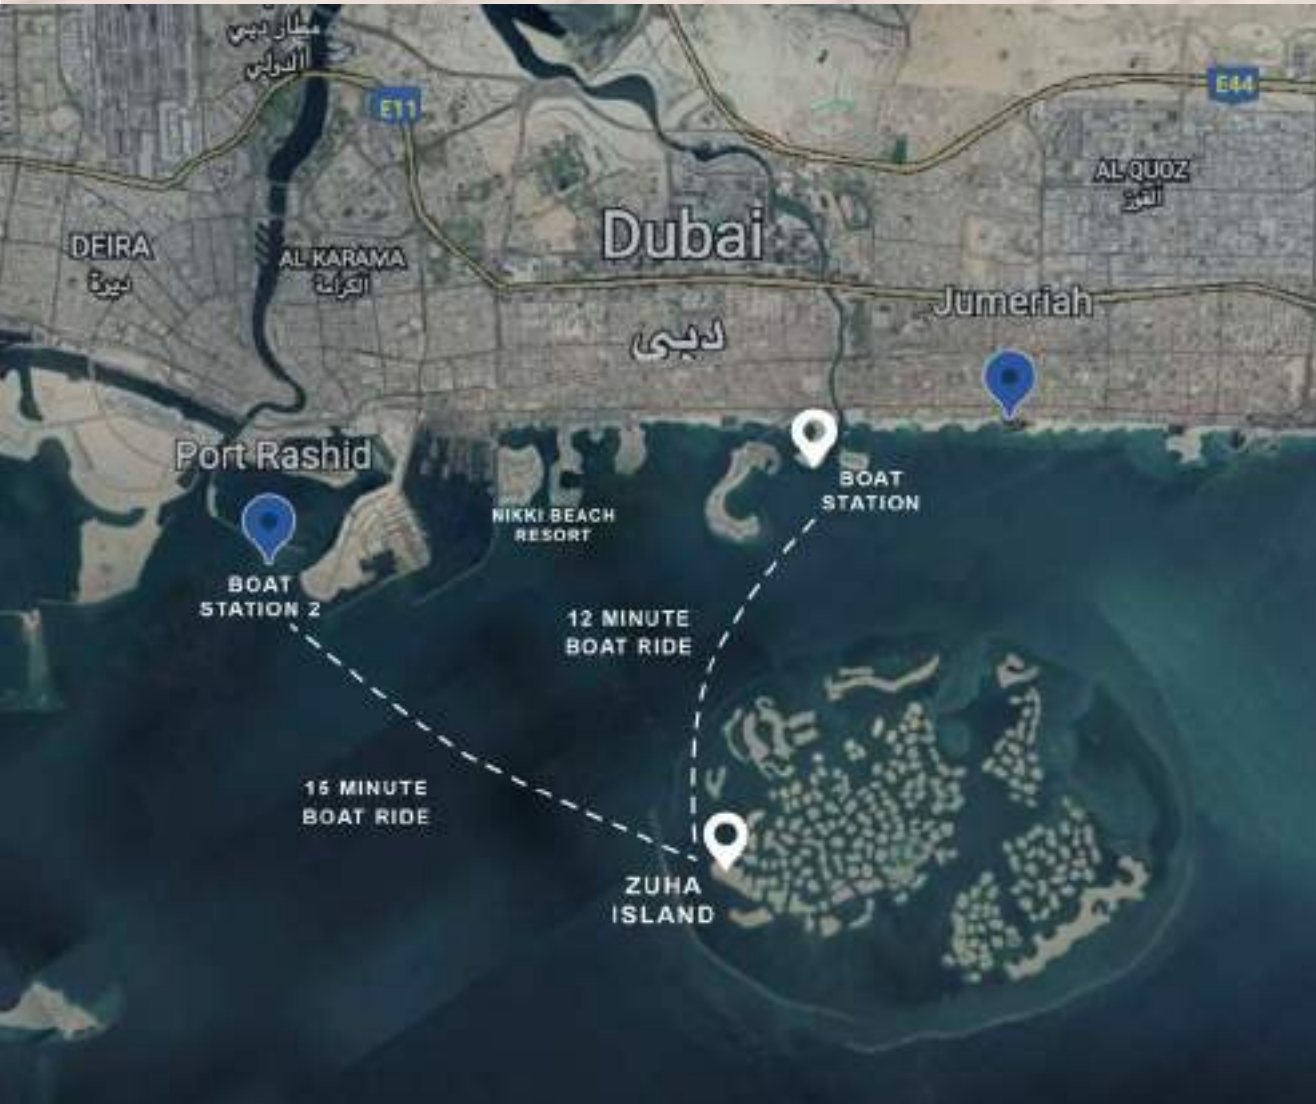 مطار دبي
الدولي
E11
E44
AL QUOZ
القوز
DEIRA
ديرة
AL KARAMA
الكرامة
Dubai
دبي
Jumeriah
Port Rashid
BOAT
STATION
NIKKI BEACH
RESORT
BOAT
STATION 2
12 MINUTE
BOAT RIDE
15 MINUTE
BOAT RIDE
ZUHA
ISLAND